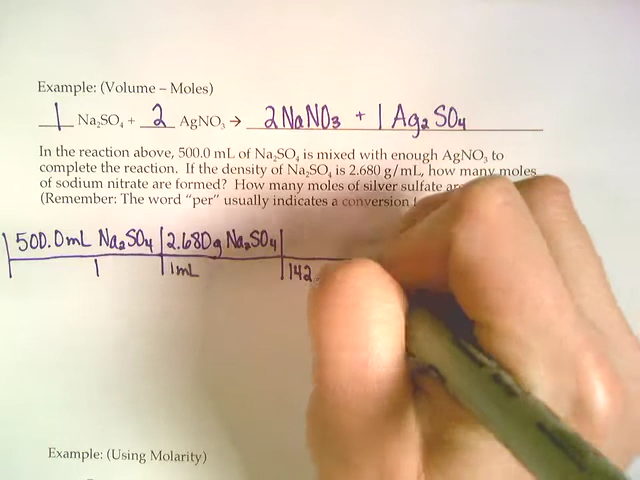 Example: (Volume – Moles)
1 Na₂SO₄ + 2 AgNO₃ → 2NaNO₃ + 1 Ag₂SO₄
In the reaction above, 500.0 mL of Na₂SO₄ is mixed with enough AgNO₃ to
complete the reaction. If the density of Na₂SO₄ is 2.680 g/mL, how many moles
of sodium nitrate are formed? How many moles of silver sulfate
(Remember: The word "per" usually indicates a conversion
500.0mL Na₂SO₄ | 2.680g Na₂SO₄
1 | 1mL | 142
Example: (Using Molarity)